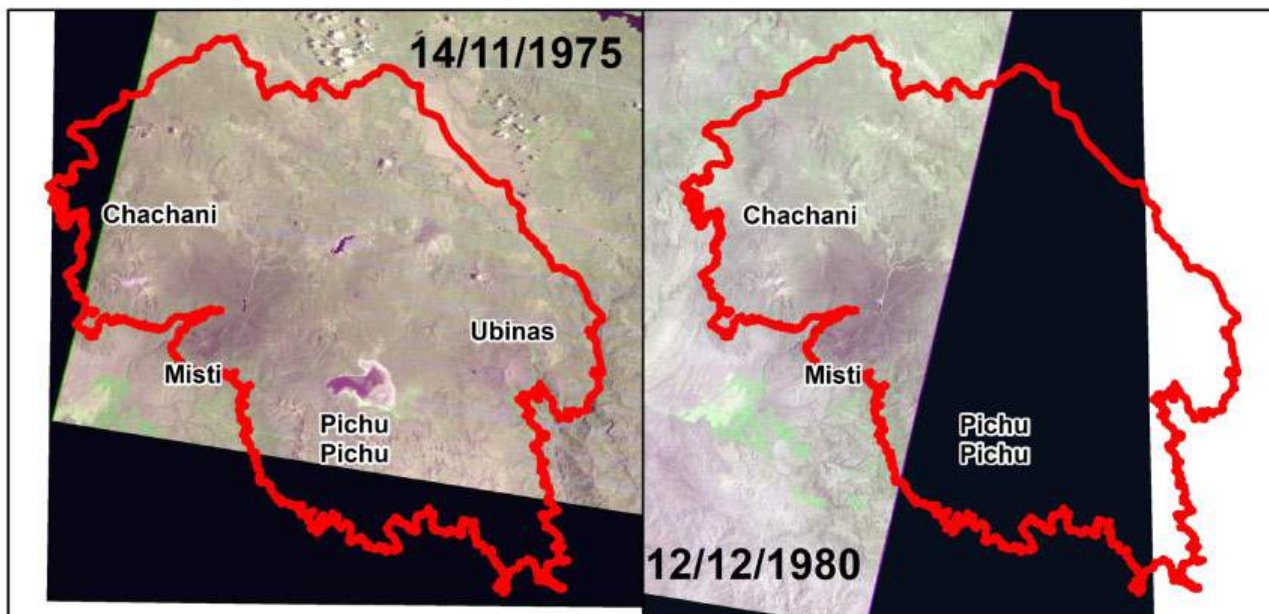 14/11/1975
Chachani
Ubinas
Misti
Pichu
Pichu
Chachani
Misti
Pichu
Pichu
12/12/1980